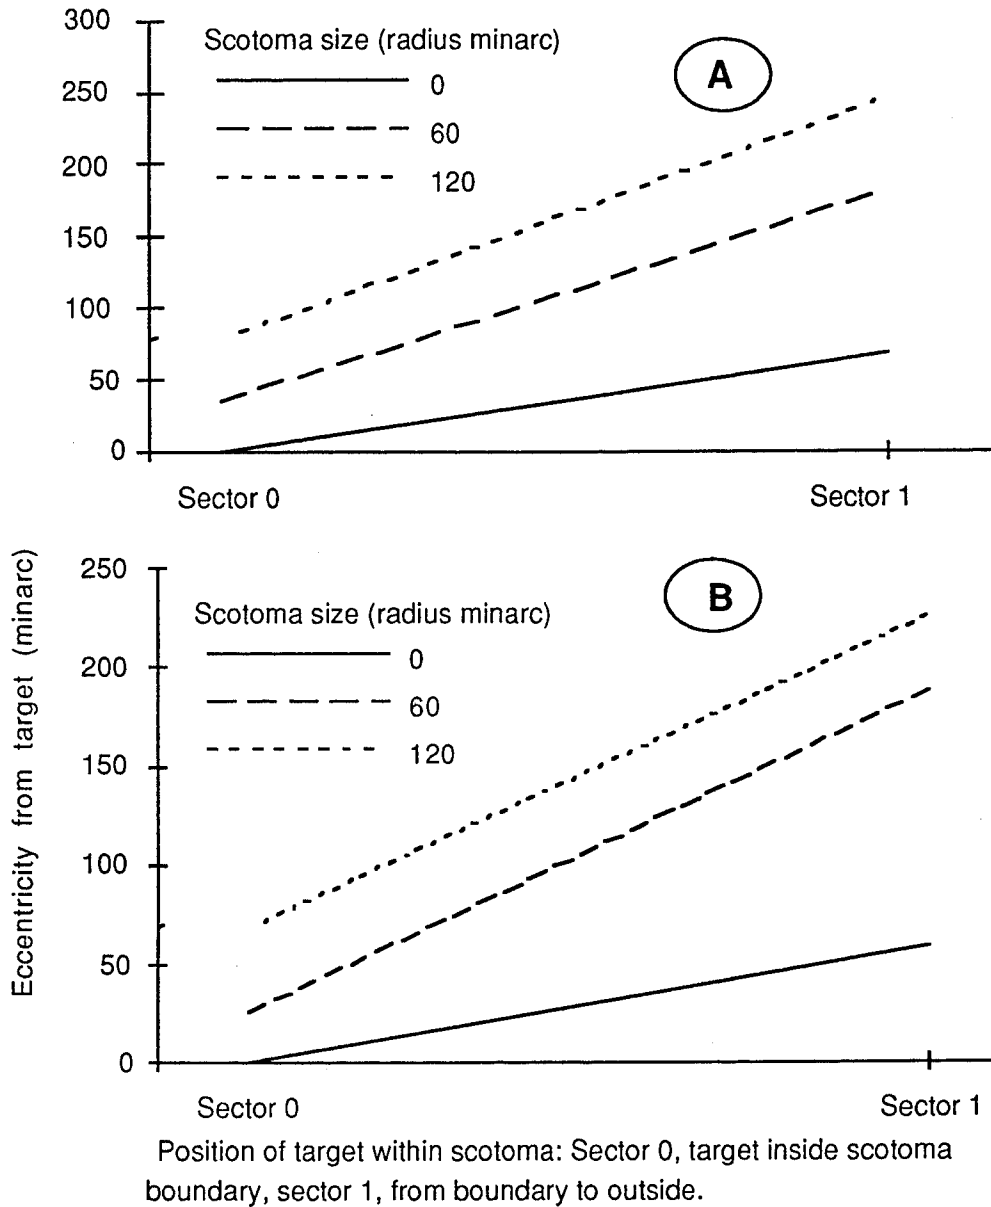 300
250
200
150
100
50
0
Scotoma size (radius minarc)
0
60
120
A
Sector 0
Sector 1
Eccentricity from target (minarc)
250
200
150
100
50
0
Scotoma size (radius minarc)
0
60
120
B
Sector 0
Sector 1
Position of target within scotoma: Sector 0, target inside scotoma
boundary, sector 1, from boundary to outside.